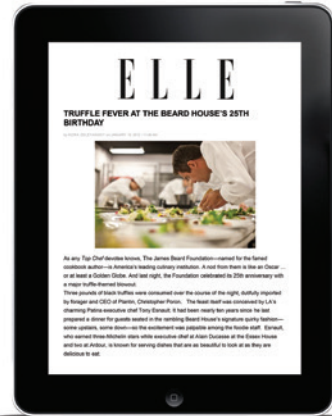 ELLE
TRUFFLE FEVER AT THE BEARD HOUSE'S 25TH
BIRTHDAY
As any Top Chef devotee knows, The James Beard Foundation—named for the famed
cookbook author—is America's leading culinary institution. A nod from them is like an Oscar ...
or at least a Golden Globe. And last night, the Foundation celebrated its 25th anniversary with
a major truffle-themed blowout.
Three pounds of black truffles were consumed over the course of the night, dutifully imported
by forager and CEO of Plantin, Christopher Poron. The feast itself was conceived by LA's
charming Patina executive chef Tony Esnault. It had been nearly ten years since he last
prepared a dinner for guests seated in the rambling Beard House's signature quirky fashion—
some upstairs, some down—so the excitement was palpable among the foodie staff. Esnault,
who earned three-Michelin stars while executive chef at Alain Ducasse at the Essex House
and two at Adour, is known for serving dishes that are as beautiful to look at as they are
delicious to eat.